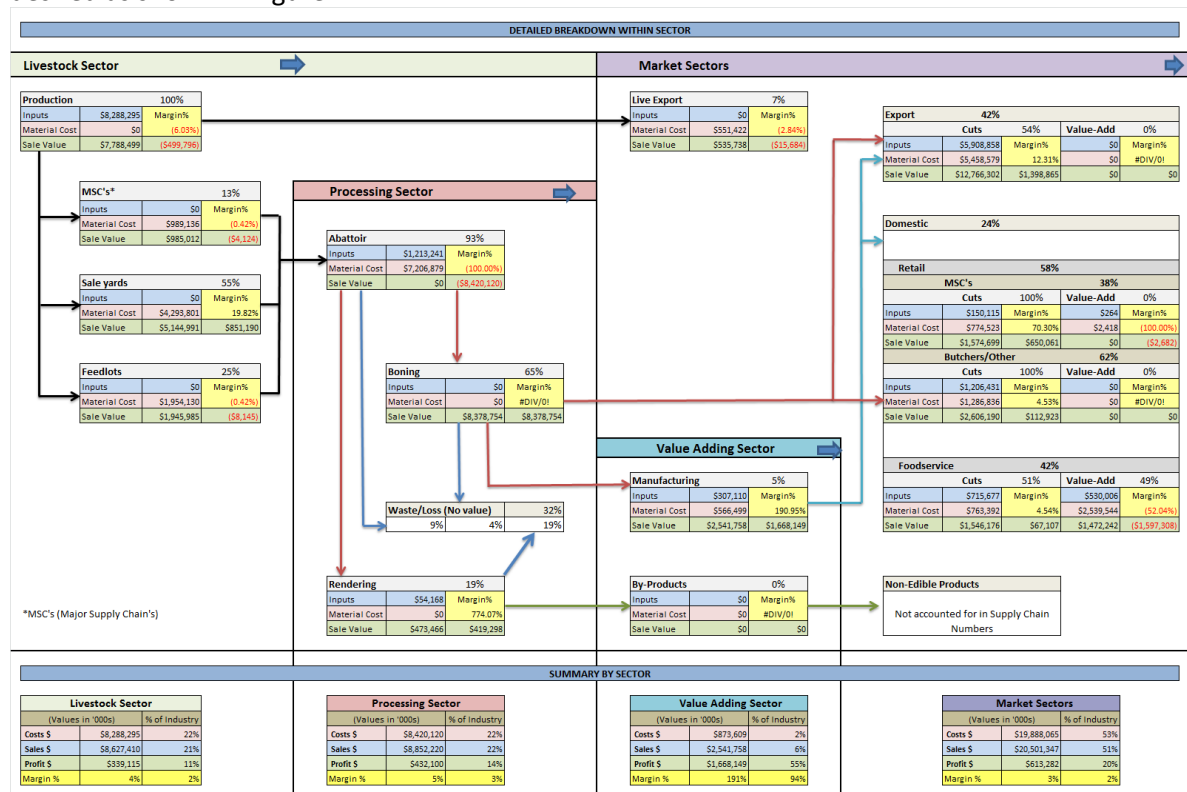 DETAILED BREAKDOWN WITHIN SECTOR
Livestock Sector
Market Sectors
Production 100%
Inputs $8,288,295 Margin%
Material Cost $0 (6.03%)
Sale Value $7,788,499 ($499,796)
Live Export 7%
Inputs $0 Margin%
Material Cost $551,422 (2.84%)
Sale Value $535,738 ($15,684)
Export 42%
Cuts 54% Value-Add 0%
Inputs $5,908,858 Margin% $0 Margin%
Material Cost $5,458,579 12.31% $0 #DIV/0!
Sale Value $12,766,302 $1,398,865 $0 $0
MSC's* 13%
Inputs $0 Margin%
Material Cost $989,136 (0.42%)
Sale Value $985,012 ($4,124)
Processing Sector
Abattoir 93%
Inputs $1,213,241 Margin%
Material Cost $7,206,879 (100.00%)
Sale Value $0 ($8,420,120)
Domestic 24%
Retail 58%
MSC's 38%
Cuts 100% Value-Add 0%
Inputs $150,115 Margin% $264 Margin%
Material Cost $774,523 70.30% $2,418 (100.00%)
Sale Value $1,574,699 $650,061 $0 ($2,682)
Sale yards 55%
Inputs $0 Margin%
Material Cost $4,293,801 19.82%
Sale Value $5,144,991 $851,190
Butchers/Other 62%
Cuts 100% Value-Add 0%
Inputs $1,206,431 Margin% $0 Margin%
Material Cost $1,286,836 4.53% $0 #DIV/0!
Sale Value $2,606,190 $112,923 $0 $0
Feedlots 25%
Inputs $0 Margin%
Material Cost $1,954,130 (0.42%)
Sale Value $1,945,985 ($8,145)
Boning 65%
Inputs $0 Margin%
Material Cost $0 #DIV/0!
Sale Value $8,378,754 $8,378,754
Value Adding Sector
Manufacturing 5%
Inputs $307,110 Margin%
Material Cost $566,499 190.95%
Sale Value $2,541,758 $1,668,149
Foodservice 42%
Cuts 51% Value-Add 49%
Inputs $715,677 Margin% $530,006 Margin%
Material Cost $763,392 4.54% $2,539,544 (52.04%)
Sale Value $1,546,176 $67,107 $1,472,242 ($1,597,308)
Waste/Loss (No value) 32%
9% 4% 19%
Rendering 19%
Inputs $54,168 Margin%
Material Cost $0 774.07%
Sale Value $473,466 $419,298
By-Products 0%
Inputs $0 Margin%
Material Cost $0 #DIV/0!
Sale Value $0 $0
Non-Edible Products
Not accounted for in Supply Chain
Numbers
*MSC's (Major Supply Chain's)
SUMMARY BY SECTOR
Livestock Sector
(Values in '000s) % of Industry
Costs $ $8,288,295 22%
Sales $ $8,627,410 21%
Profit $ $339,115 11%
Margin % 4% 2%
Processing Sector
(Values in '000s) % of Industry
Costs $ $8,420,120 22%
Sales $ $8,852,220 22%
Profit $ $432,100 14%
Margin % 5% 3%
Value Adding Sector
(Values in '000s) % of Industry
Costs $ $873,609 2%
Sales $ $2,541,758 6%
Profit $ $1,668,149 55%
Margin % 191% 94%
Market Sectors
(Values in '000s) % of Industry
Costs $ $19,888,065 53%
Sales $ $20,501,347 51%
Profit $ $613,282 20%
Margin % 3% 2%